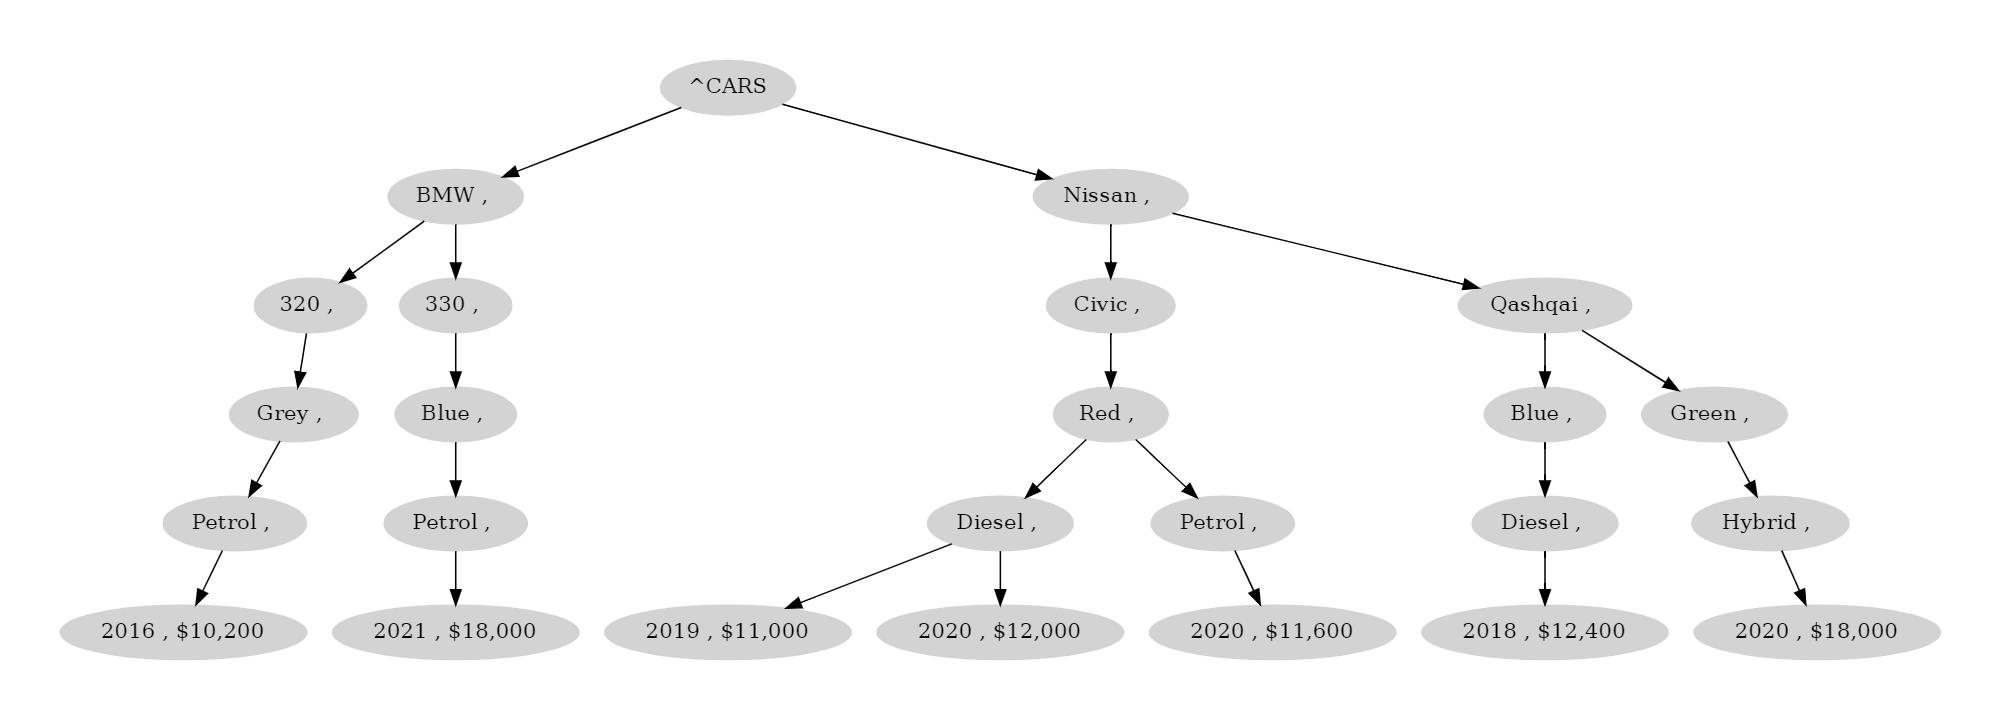 ^CARS
BMW ,
Nissan ,
320 ,
330 ,
Civic ,
Qashqai ,
Grey ,
Blue ,
Red ,
Blue ,
Green ,
Petrol ,
Petrol ,
Diesel ,
Petrol ,
Diesel ,
Hybrid ,
2016 , $10,200
2021 , $18,000
2019 , $11,000
2020 , $12,000
2020 , $11,600
2018 , $12,400
2020 , $18,000